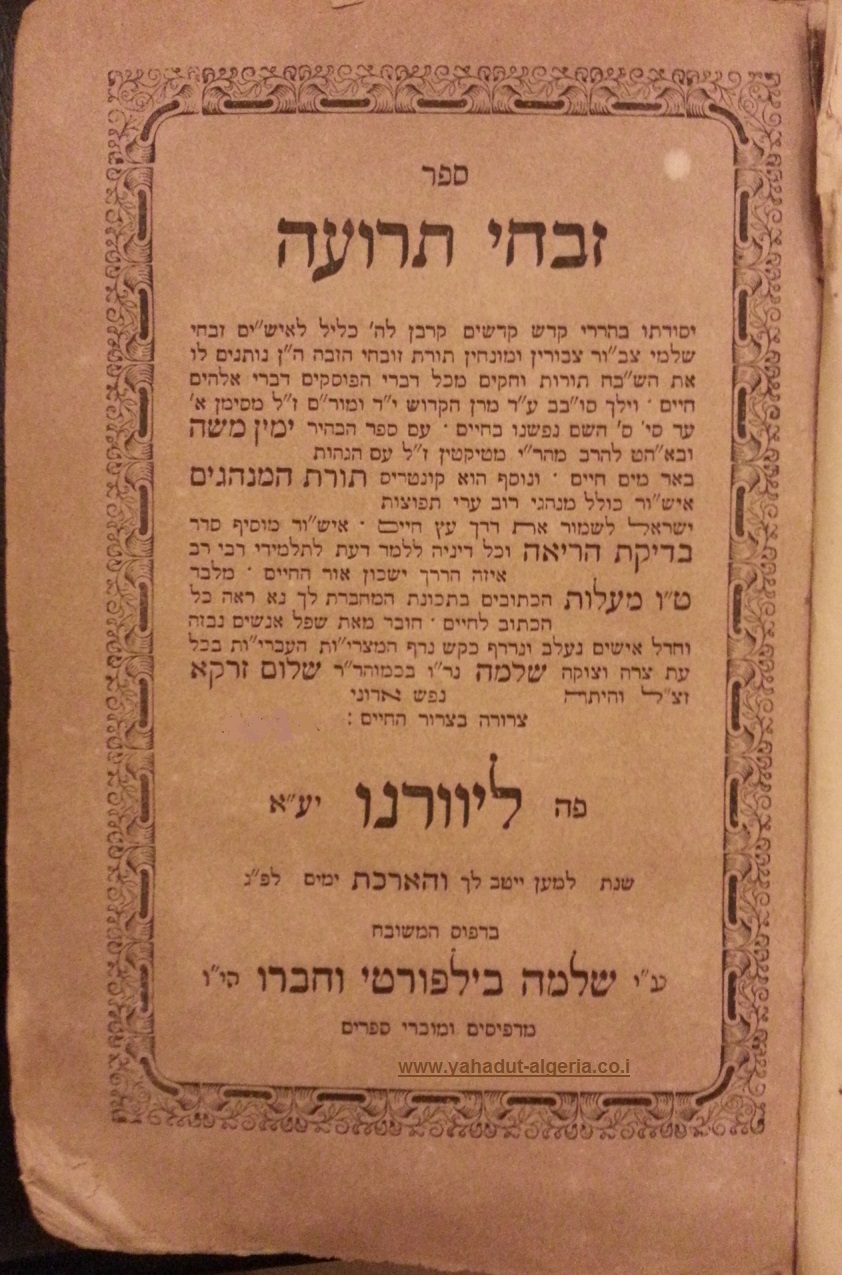 ספר
זבחי תרועה
יסודתו בהררי קדש קדשים קרבן לה' כליל לאיש"ים זבחי
שלמי צב"ור צבורין ומונחין תורת זובחי הזבח ה"ן נותנים לו
את הש"בח תורות וחקים מכל דברי הפוסקים דברי אלהים
חיים · וילך סו"בב ע"ד מרן הקדוש י"ד ומור"ם ז"ל מסימן א'
עד סי' ס' השם נפשנו בחיים · עם ספר הבהיר ימין משה
ובא"הט להרב מהר"י מטיקטין ז"ל עם הגהות
באר מים חיים · ונוסף הוא קונטריס תורת המנהגים
איש"ור כולל מנהגי רוב ערי תפוצות
ישראל לשמור את דרך עץ חיים · איש"ור מוסיף סדר
בדיקת הריאה וכל דיניה ללמד דעת לתלמידי דבי רב
איזה הדרך ישכון אור החיים · מלבד
ט"ו מעלות הכתובים בתכונת המחברת לך נא ראה כל
הכתוב לחיים · חובר מאת שפל אנשים נבזה
וחדל אישים נעלב ונרדף כקש נדף המצרי"ות העברי"ות בכל
עת צרה וצוקה שלמה נר"ו בכמוהר"ר שלום זרקא
זצ"ל והיתה נפש אדוני
צרורה בצרור החיים :
פה ליוורנו יע"א
שנת למען ייטב לך והארכת ימים לפ"ג
בדפוס המשובח
ע"י שלמה בילפורטי וחברו הי"ו
מדפיסים ומוכרי ספרים
www.yahadut-algeria.co.i